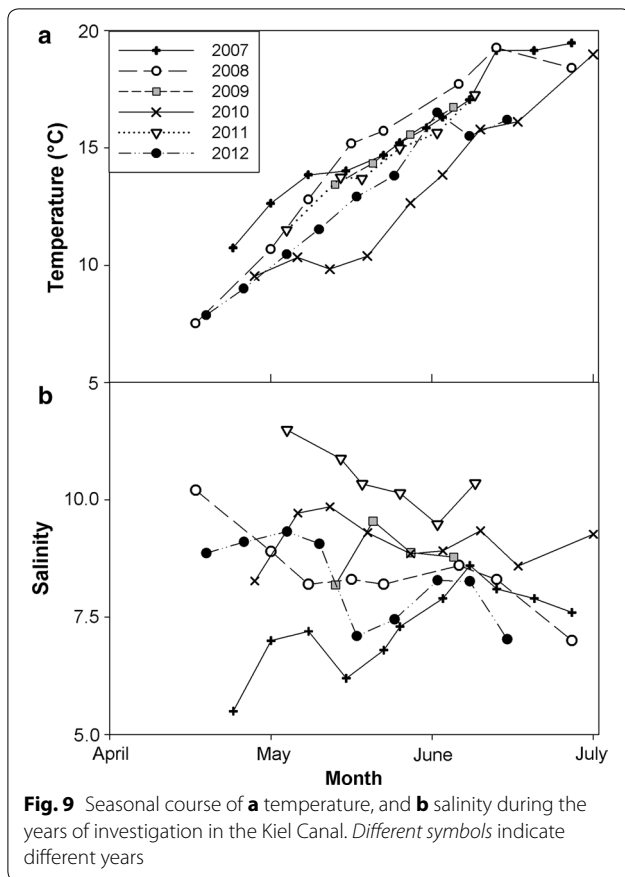 a
20
15
10
5
Temperature (°C)
2007
2008
2009
2010
2011
2012
b
10.0
7.5
5.0
Salinity
April May June July
Month
Fig. 9 Seasonal course of a temperature, and b salinity during the
years of investigation in the Kiel Canal. Different symbols indicate
different years